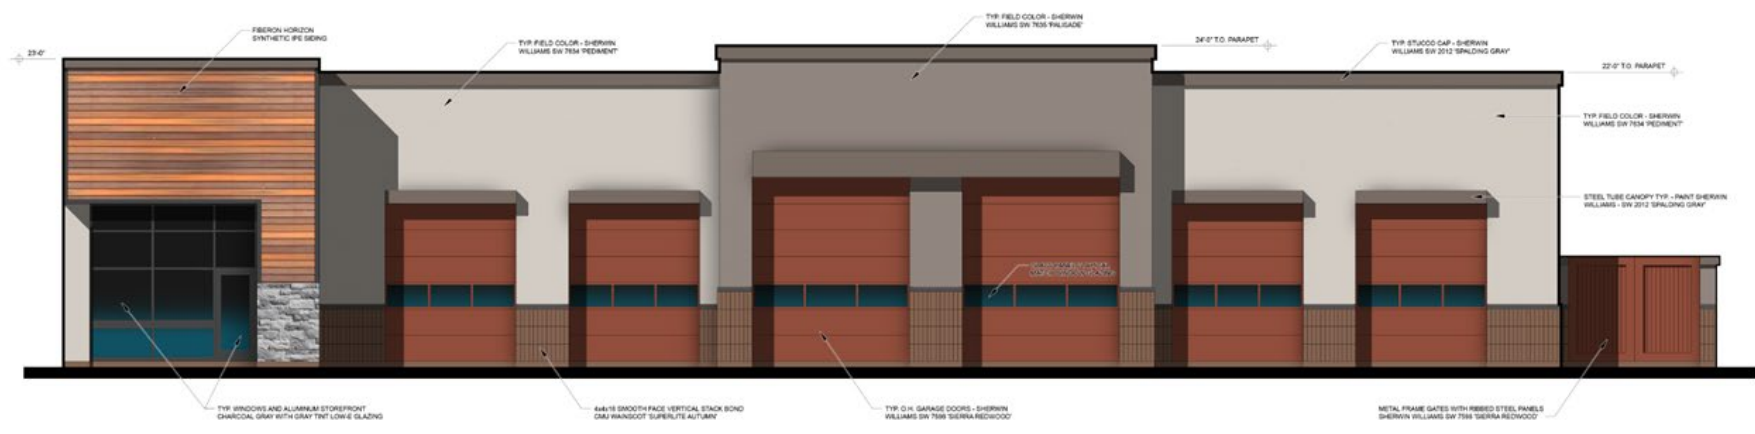 FIBERON HORIZON
SYNTHETIC IPE SIDING
23'-0"
TYP. FIELD COLOR - SHERWIN
WILLIAMS SW 7634 'PEDIMENT'
TYP. FIELD COLOR - SHERWIN
WILLIAMS SW 7635 'PALISADE'
24'-0" T.O. PARAPET
TYP. STUCCO CAP - SHERWIN
WILLIAMS SW 2012 'SPALDING GRAY'
22'-0" T.O. PARAPET
TYP. FIELD COLOR - SHERWIN
WILLIAMS SW 7634 'PEDIMENT'
STEEL TUBE CANOPY TYP. - PAINT SHERWIN
WILLIAMS - SW 2012 'SPALDING GRAY'
TYP. WINDOWS AND ALUMINUM STOREFRONT
CHARCOAL GRAY WITH GRAY TINT LOW-E GLAZING
4x4x16 SMOOTH FACE VERTICAL STACK BOND
CMU WAINSCOT 'SUPERLITE AUTUMN'
TYP. O.H. GARAGE DOORS - SHERWIN
WILLIAMS SW 7598 'SIERRA REDWOOD'
METAL FRAME GATES WITH RIBBED STEEL PANELS
SHERWIN WILLIAMS SW 7598 'SIERRA REDWOOD'